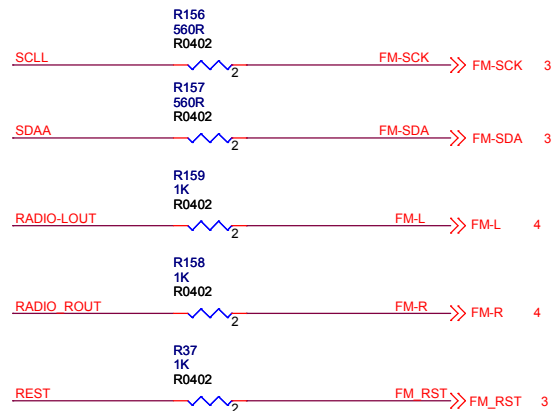 R156
560R
R0402
SCLL
FM-SCK
FM-SCK 3
2
R157
560R
R0402
SDAA
FM-SDA
FM-SDA 3
2
R159
1K
R0402
RADIO-LOUT
FM-L
FM-L 4
2
R158
1K
R0402
RADIO_ROUT
FM-R
FM-R 4
2
R37
1K
R0402
REST
FM_RST
FM_RST 3
2